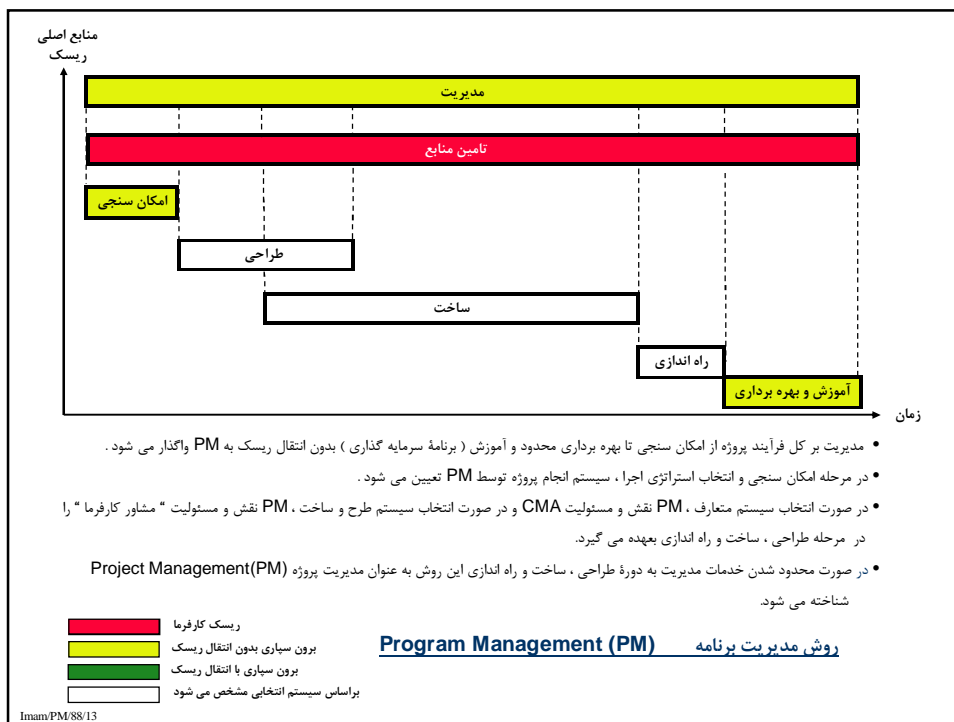 منابع اصلی
ریسک
مدیریت
تامین منابع
امکان سنجی
طراحی
ساخت
راه اندازی
آموزش و بهره برداری
زمان
• مدیریت بر کل فرآیند پروژه از امکان سنجی تا بهره برداری محدود و آموزش ( برنامۀ سرمایه گذاری ) بدون انتقال ریسک به PM واگذار می شود .
• در مرحله امکان سنجی و انتخاب استراتژی اجرا ، سیستم انجام پروژه توسط PM تعیین می شود .
• در صورت انتخاب سیستم متعارف ، PM نقش و مسئولیت CMA و در صورت انتخاب سیستم طرح و ساخت ، PM نقش و مسئولیت “ مشاور کارفرما “ را
در مرحله طراحی ، ساخت و راه اندازی بعهده می گیرد.
• در صورت محدود شدن خدمات مدیریت به دورۀ طراحی ، ساخت و راه اندازی این روش به عنوان مدیریت پروژه Project Management(PM)
شناخته می شود.
روش مدیریت برنامه Program Management (PM)
ریسک کارفرما
برون سپاری بدون انتقال ریسک
برون سپاری با انتقال ریسک
براساس سیستم انتخابی مشخص می شود
Imam/PM/88/13